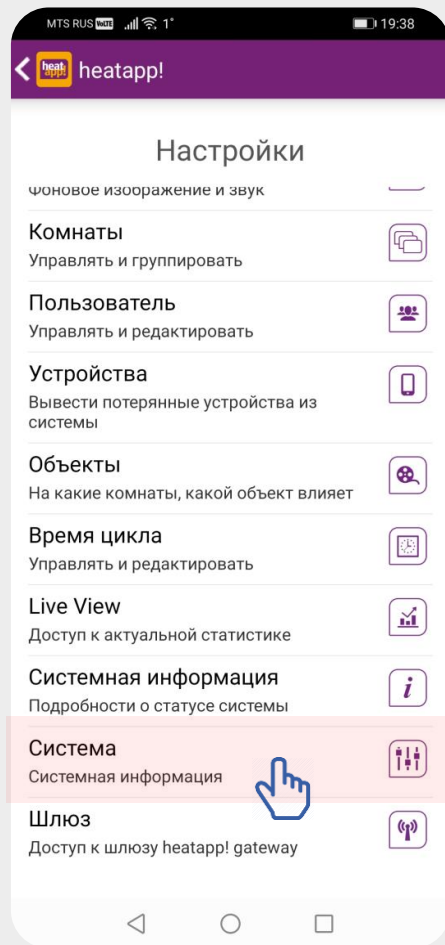 MTS RUS VoLTE 1° 19:38
heat app! heatapp!
Настройки
Фоновое изображение и звук
Комнаты
Управлять и группировать
Пользователь
Управлять и редактировать
Устройства
Вывести потерянные устройства из
системы
Объекты
На какие комнаты, какой объект влияет
Время цикла
Управлять и редактировать
Live View
Доступ к актуальной статистике
Системная информация
Подробности о статусе системы
Система
Системная информация
Шлюз
Доступ к шлюзу heatapp! gateway